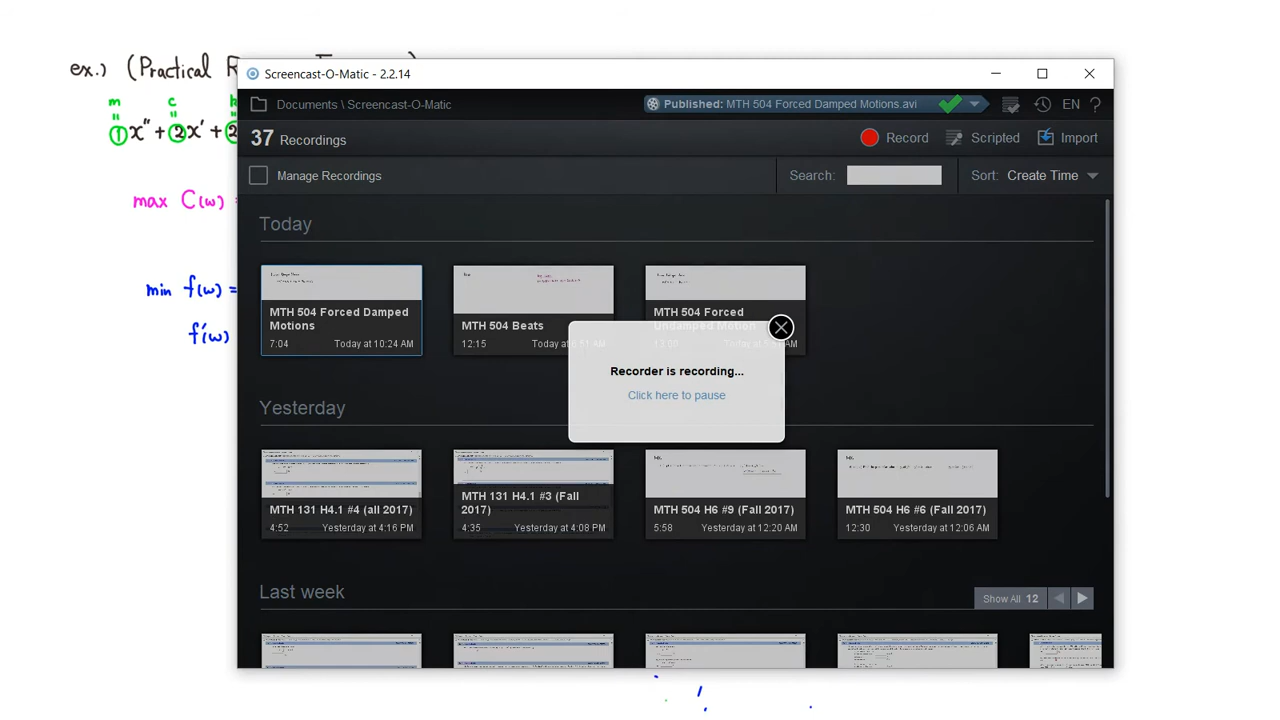 ex.) (Practical
m c
" "
① x" + ② x' +
max C(w) =
min f(w) =
f'(w)
Screencast-O-Matic - 2.2.14
Documents \ Screencast-O-Matic
Published: MTH 504 Forced Damped Motions.avi
EN ?
37 Recordings
Record Scripted Import
Manage Recordings
Search:
Sort: Create Time
Today
MTH 504 Forced Damped Motions
7:04 Today at 10:24 AM
MTH 504 Beats
12:15
MTH 504 Forced Undamped Motion
Recorder is recording...
Click here to pause
Yesterday
MTH 131 H4.1 #4 (all 2017)
4:52 Yesterday at 4:16 PM
MTH 131 H4.1 #3 (Fall 2017)
4:35 Yesterday at 4:08 PM
MTH 504 H6 #9 (Fall 2017)
5:58 Yesterday at 12:20 AM
MTH 504 H6 #6 (Fall 2017)
12:30 Yesterday at 12:06 AM
Last week
Show All 12